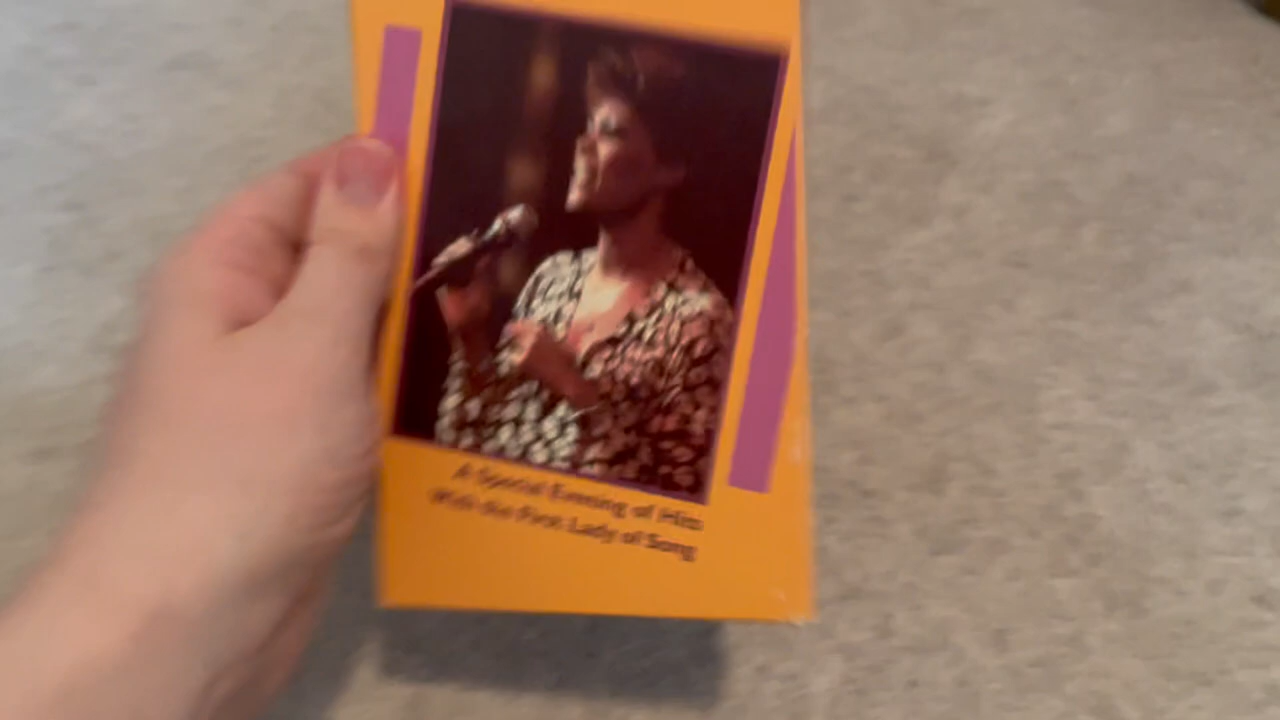 A Special Evening of Hits
With the First Lady of Song